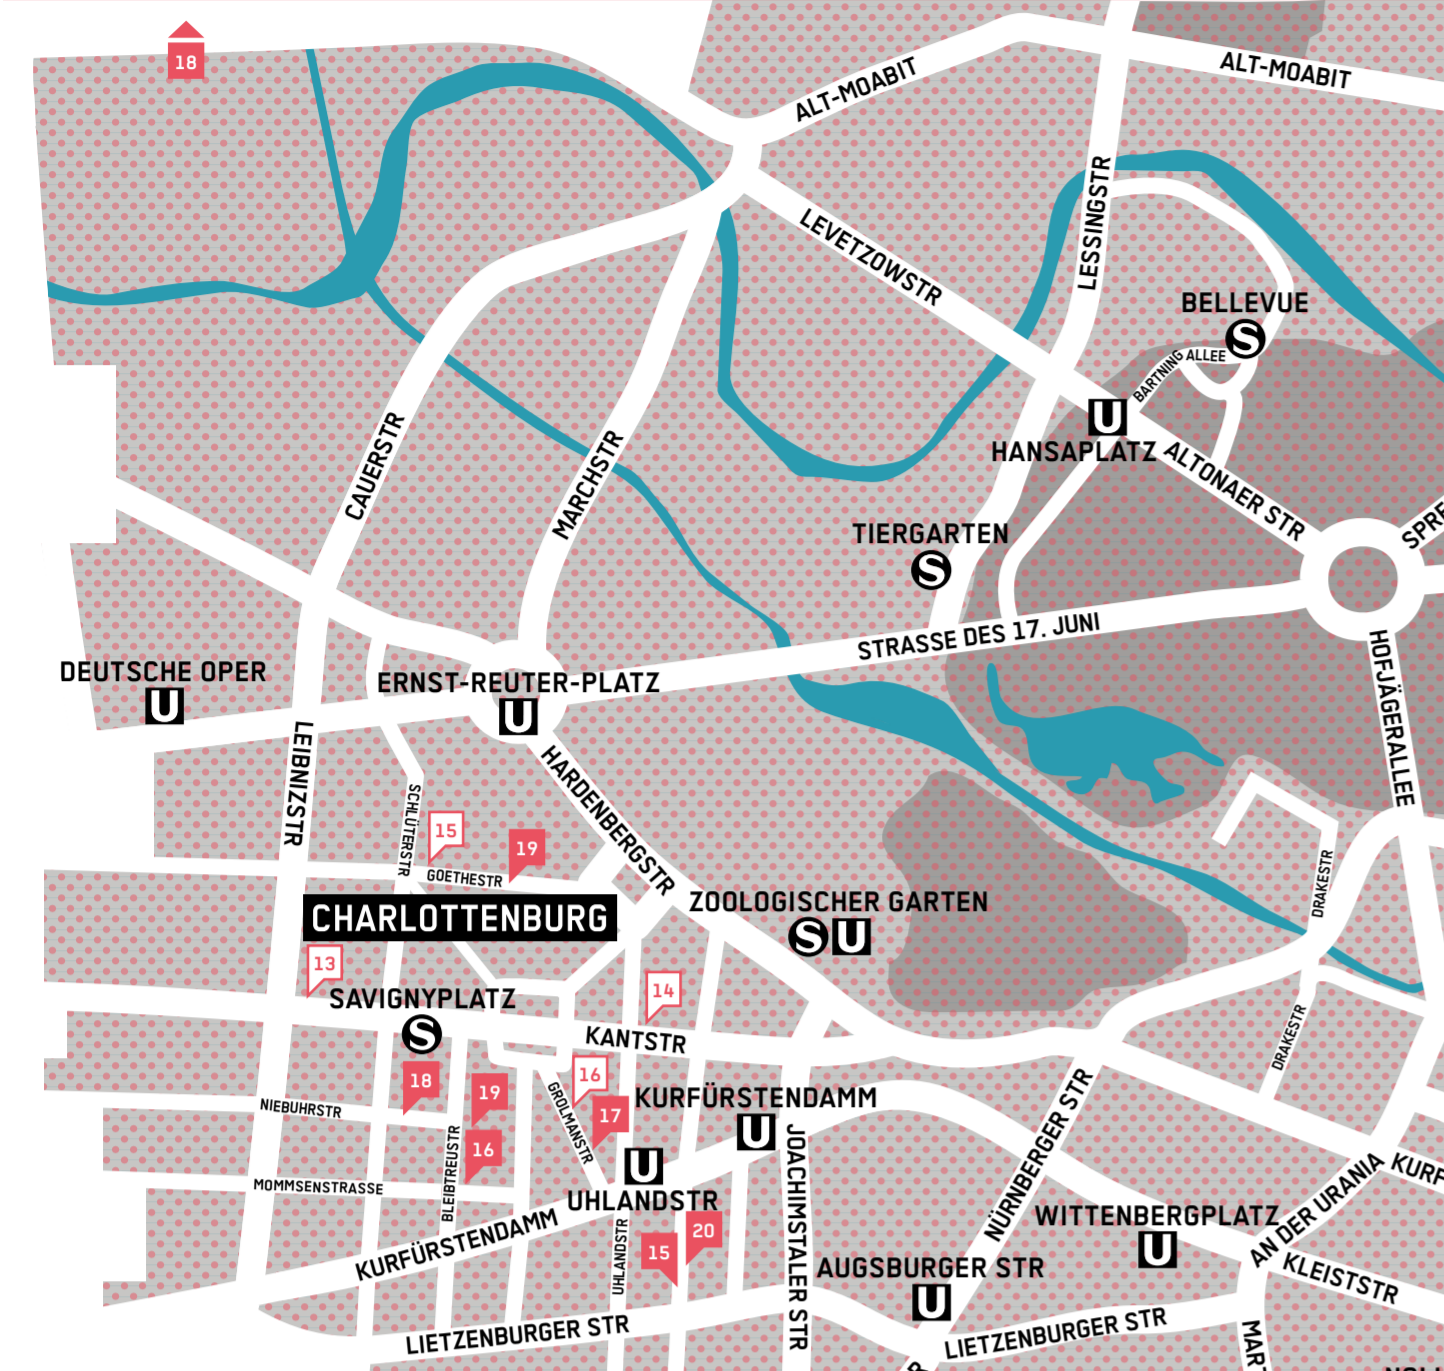 18
ALT-MOABIT
ALT-MOABIT
LESSINGSTR
LEVETZOWSTR
BELLEVUE
S
BARTNING ALLEE
U
HANSAPLATZ
ALTONAER STR
CAUERSTR
MARCHSTR
TIERGARTEN
S
SPRE
STRASSE DES 17. JUNI
HOFJÄGERALLEE
DEUTSCHE OPER
U
ERNST-REUTER-PLATZ
U
LEIBNIZSTR
HARDENBERGSTR
SCHLÜTERSTR
15
19
GOETHESTR
DRAKESTR
CHARLOTTENBURG
ZOOLOGISCHER GARTEN
S U
13
SAVIGNYPLATZ
S
14
KANTSTR
DRAKESTR
18
19
16
17
KURFÜRSTENDAMM
U
NIEBUHRSTR
GROLMANSTR
16
BLEIBTREUSTR
JOACHIMSTALER STR
NÜRNBERGER STR
U
UHLANDSTR
MOMMSENSTRASSE
KURF
AN DER URANIA
WITTENBERGPLATZ
U
KURFÜRSTENDAMM
UHLANDSTR
15
20
AUGSBURGER STR
U
KLEISTSTR
LIETZENBURGER STR
LIETZENBURGER STR
MART